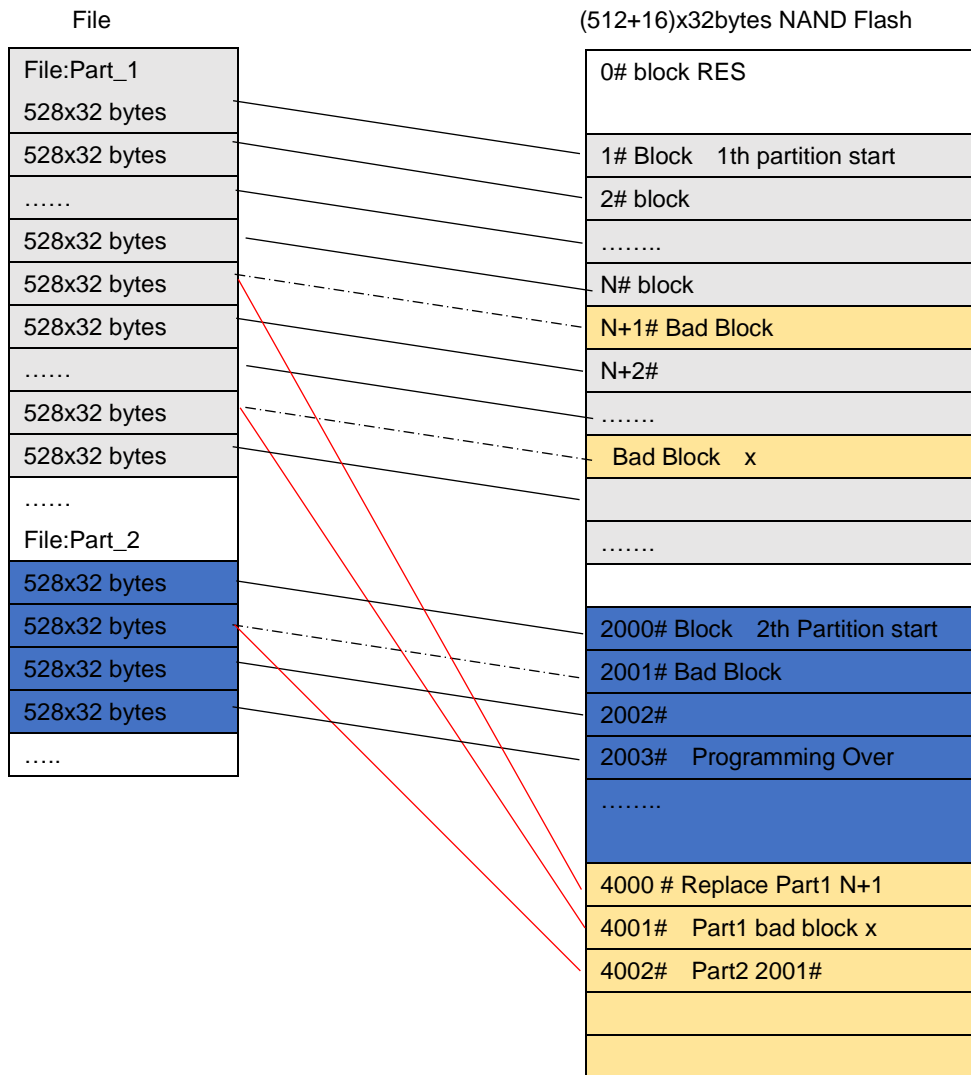 File
File:Part_1
528x32 bytes
528x32 bytes
……
528x32 bytes
528x32 bytes
528x32 bytes
……
528x32 bytes
528x32 bytes
……
File:Part_2
528x32 bytes
528x32 bytes
528x32 bytes
528x32 bytes
…..
(512+16)x32bytes NAND Flash
0# block RES
1# Block 1th partition start
2# block
……..
N# block
N+1# Bad Block
N+2#
…….
Bad Block x
…….
2000# Block 2th Partition start
2001# Bad Block
2002#
2003# Programming Over
……..
4000 # Replace Part1 N+1
4001# Part1 bad block x
4002# Part2 2001#